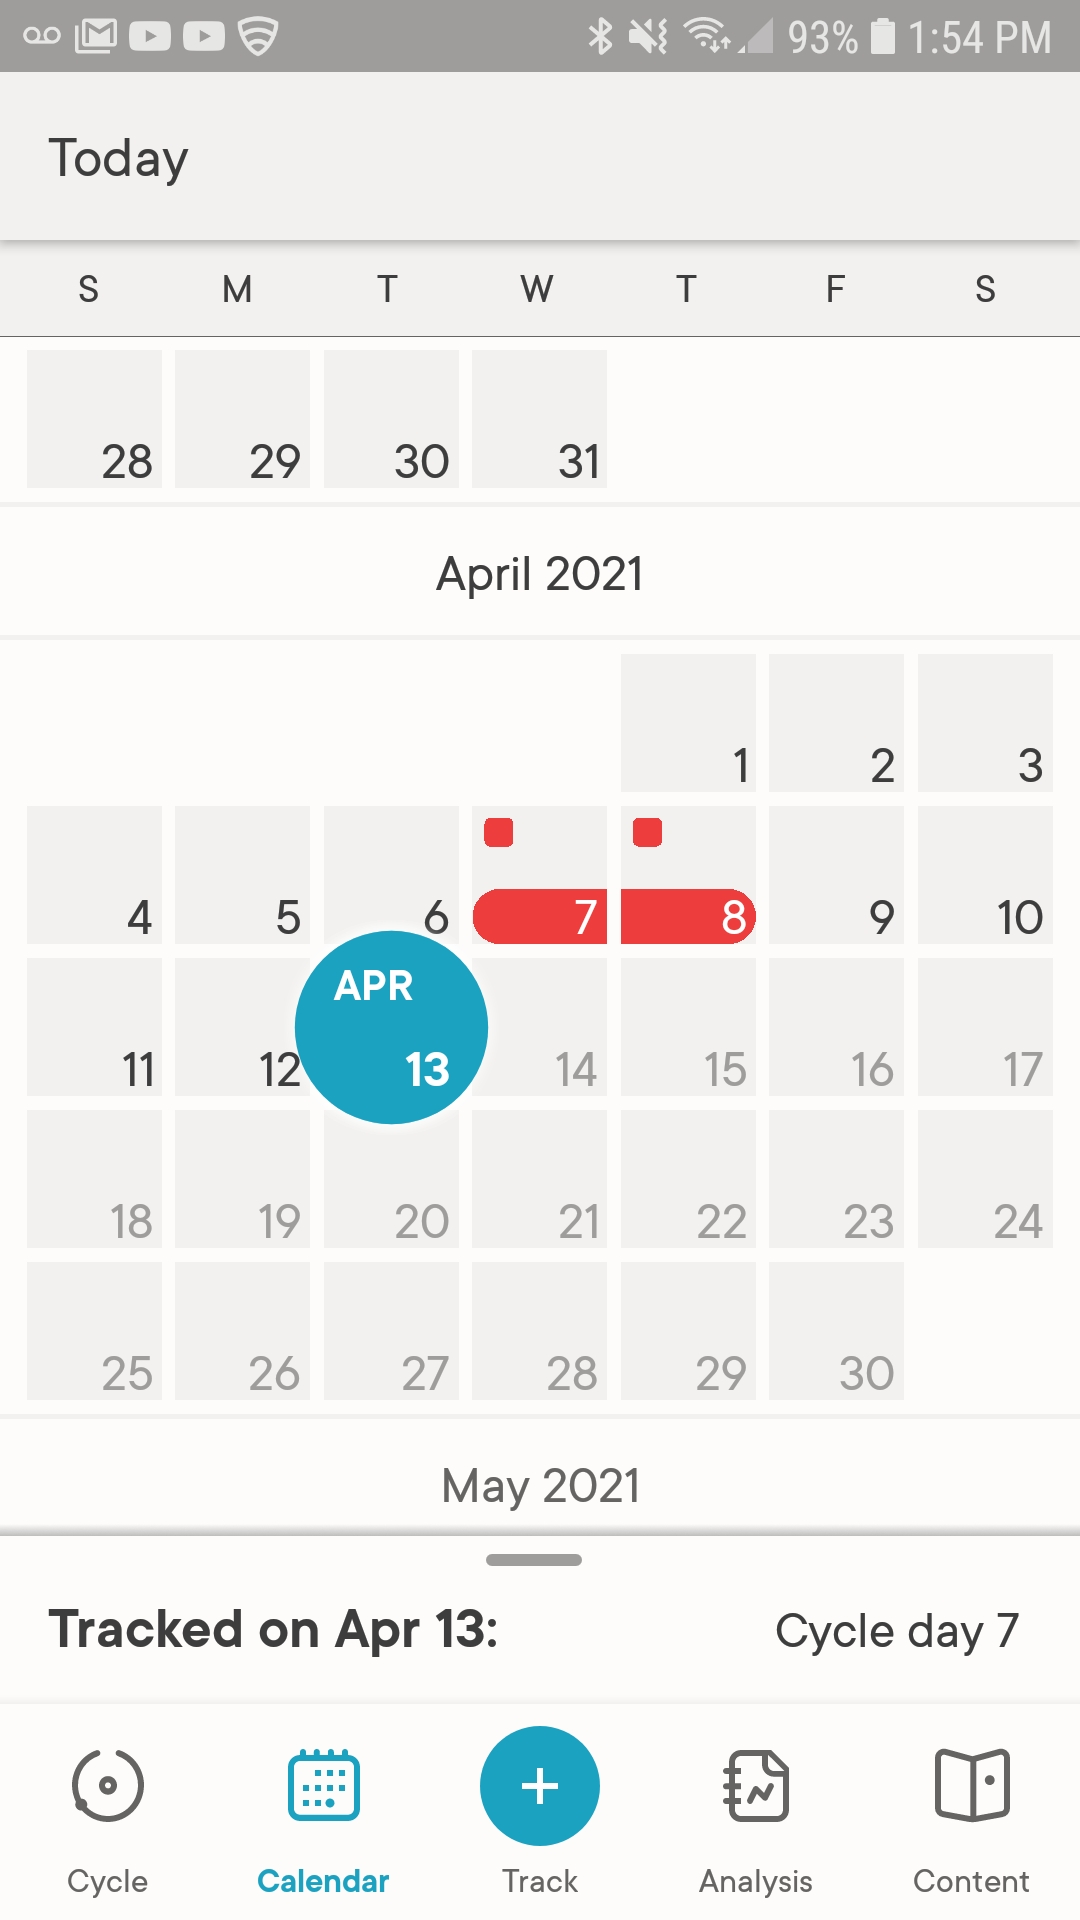 93% 1:54 PM
Today
S M T W T F S
28 29 30 31
April 2021
1 2 3
4 5 6 7 8 9 10
APR
11 12 13 14 15 16 17
18 19 20 21 22 23 24
25 26 27 28 29 30
May 2021
Tracked on Apr 13: Cycle day 7
Cycle Calendar Track Analysis Content